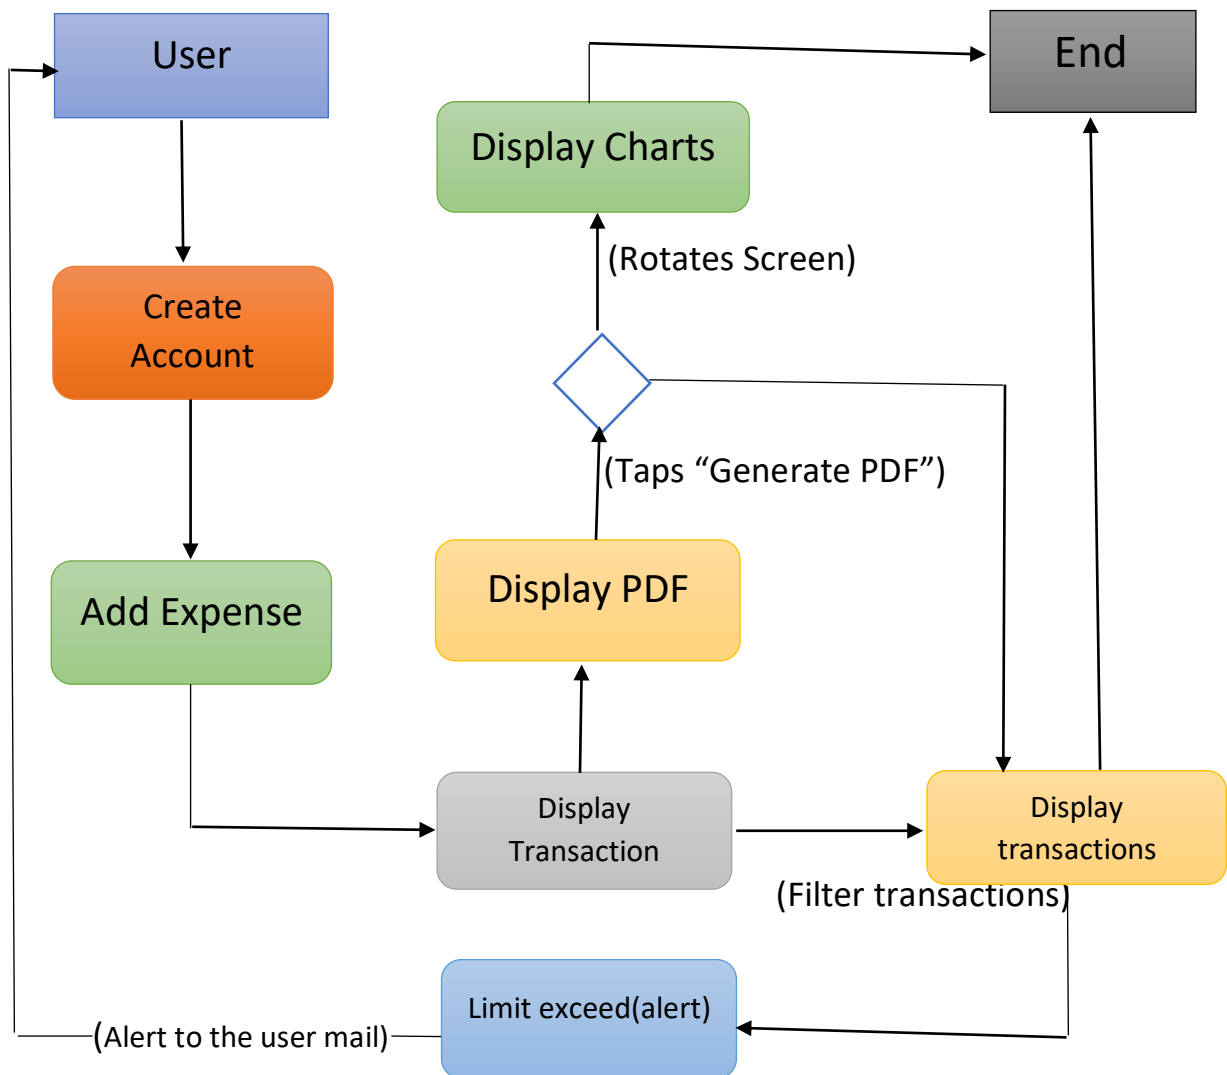 User
End
Display Charts
(Rotates Screen)
Create
Account
(Taps “Generate PDF”)
Add Expense
Display PDF
Display
Transaction
Display
transactions
(Filter transactions)
Limit exceed(alert)
(Alert to the user mail)